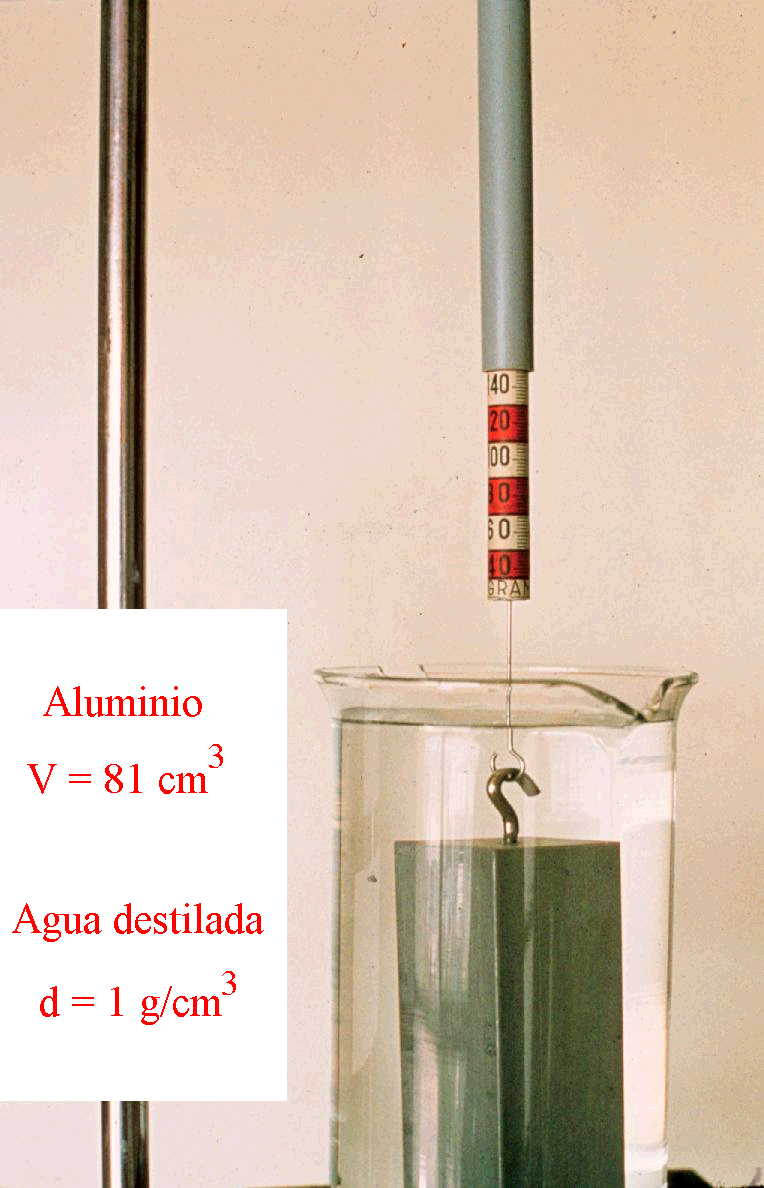 140
120
100
80
60
40
GRAM
Aluminio
V = 81 cm³
Agua destilada
d = 1 g/cm³